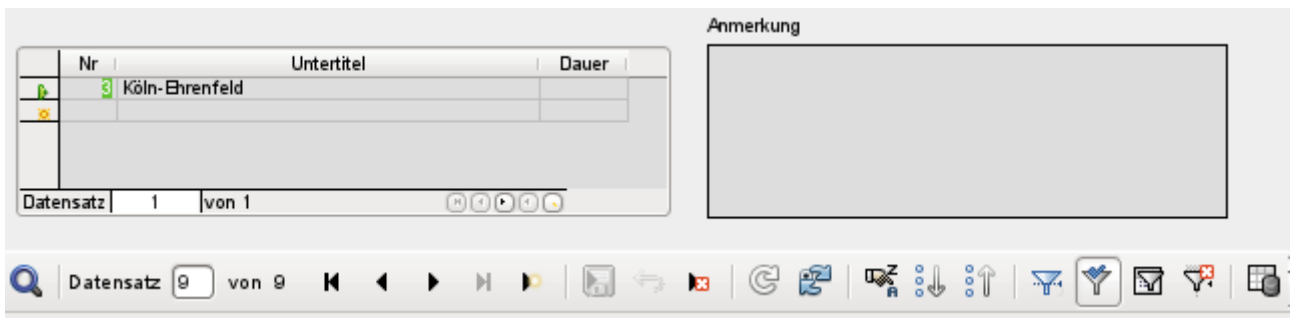 Anmerkung
Nr Untertitel Dauer
3 Köln-Ehrenfeld
Datensatz 1 von 1
Datensatz 9 von 9